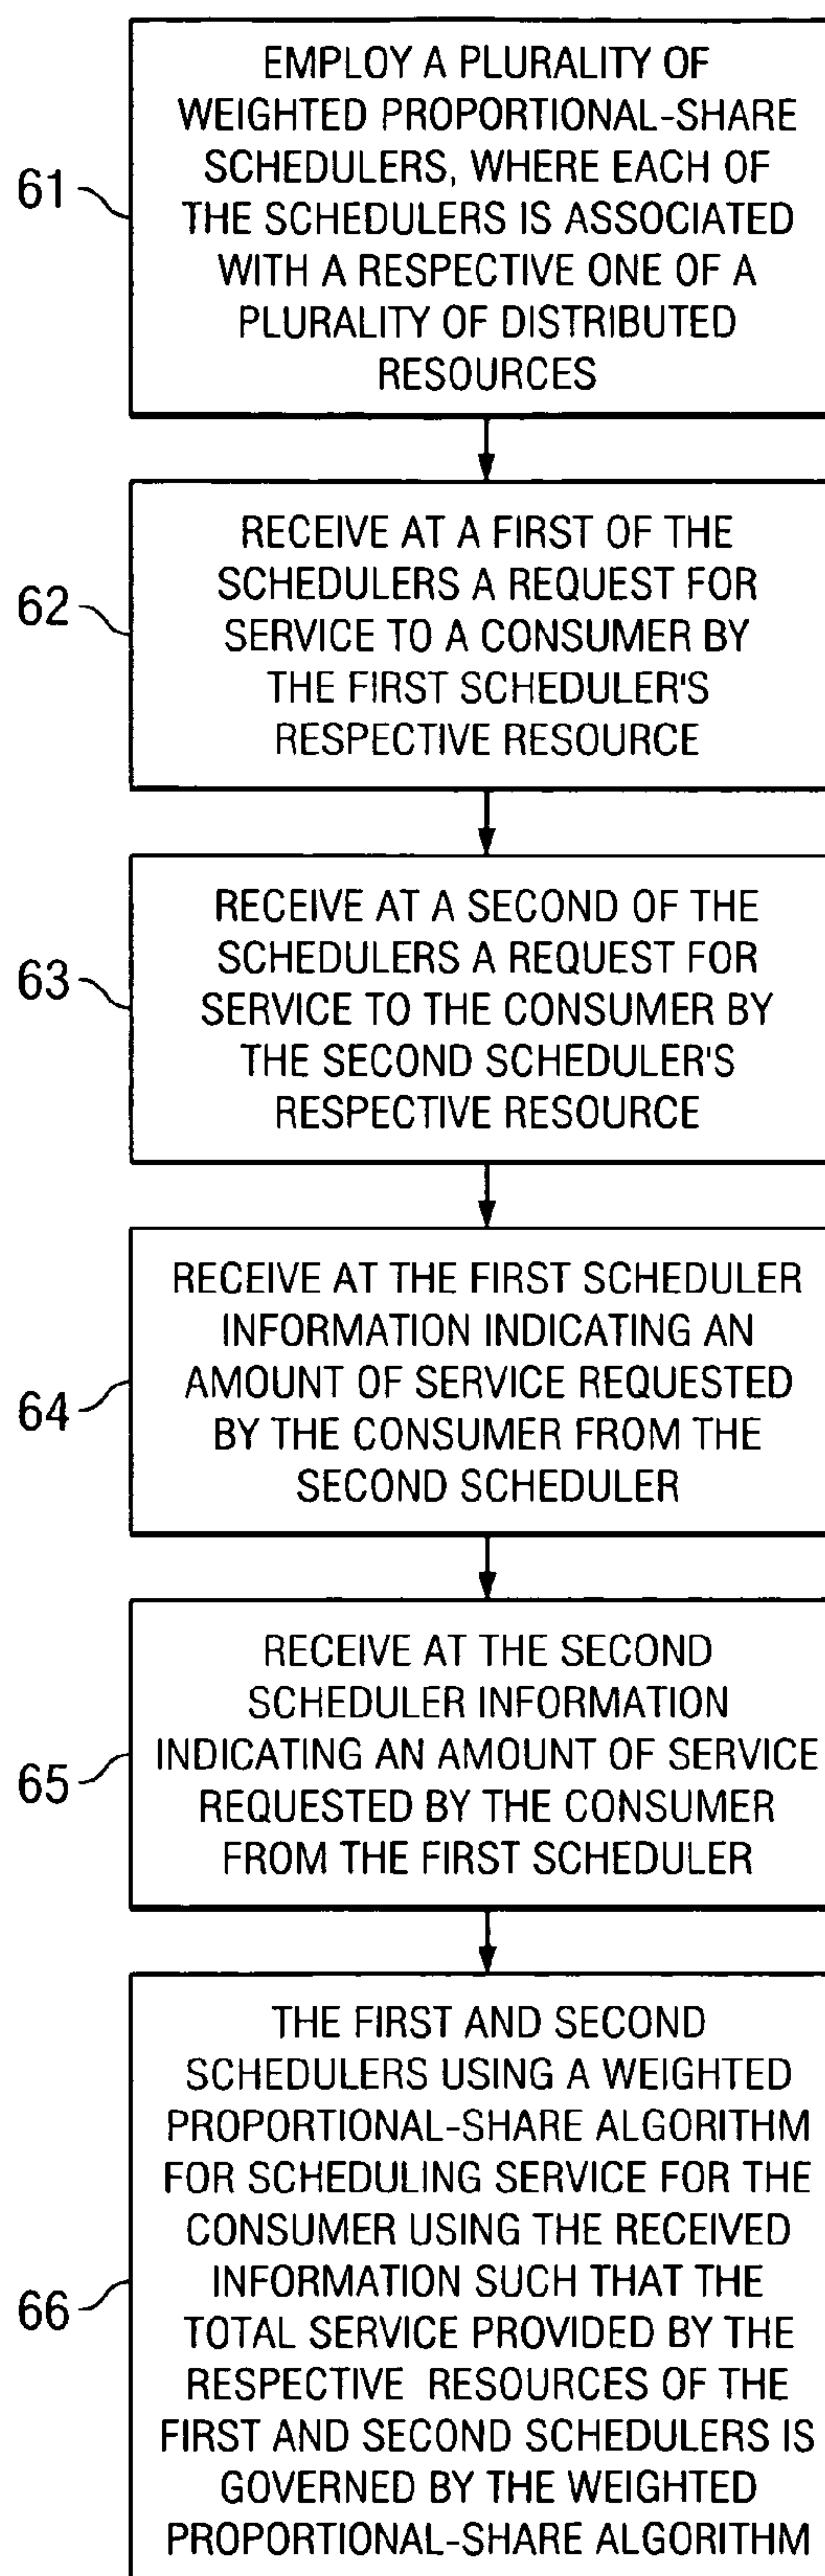 61
EMPLOY A PLURALITY OF
WEIGHTED PROPORTIONAL-SHARE
SCHEDULERS, WHERE EACH OF
THE SCHEDULERS IS ASSOCIATED
WITH A RESPECTIVE ONE OF A
PLURALITY OF DISTRIBUTED
RESOURCES
62
RECEIVE AT A FIRST OF THE
SCHEDULERS A REQUEST FOR
SERVICE TO A CONSUMER BY
THE FIRST SCHEDULER'S
RESPECTIVE RESOURCE
63
RECEIVE AT A SECOND OF THE
SCHEDULERS A REQUEST FOR
SERVICE TO THE CONSUMER BY
THE SECOND SCHEDULER'S
RESPECTIVE RESOURCE
64
RECEIVE AT THE FIRST SCHEDULER
INFORMATION INDICATING AN
AMOUNT OF SERVICE REQUESTED
BY THE CONSUMER FROM THE
SECOND SCHEDULER
65
RECEIVE AT THE SECOND
SCHEDULER INFORMATION
INDICATING AN AMOUNT OF SERVICE
REQUESTED BY THE CONSUMER
FROM THE FIRST SCHEDULER
66
THE FIRST AND SECOND
SCHEDULERS USING A WEIGHTED
PROPORTIONAL-SHARE ALGORITHM
FOR SCHEDULING SERVICE FOR THE
CONSUMER USING THE RECEIVED
INFORMATION SUCH THAT THE
TOTAL SERVICE PROVIDED BY THE
RESPECTIVE RESOURCES OF THE
FIRST AND SECOND SCHEDULERS IS
GOVERNED BY THE WEIGHTED
PROPORTIONAL-SHARE ALGORITHM